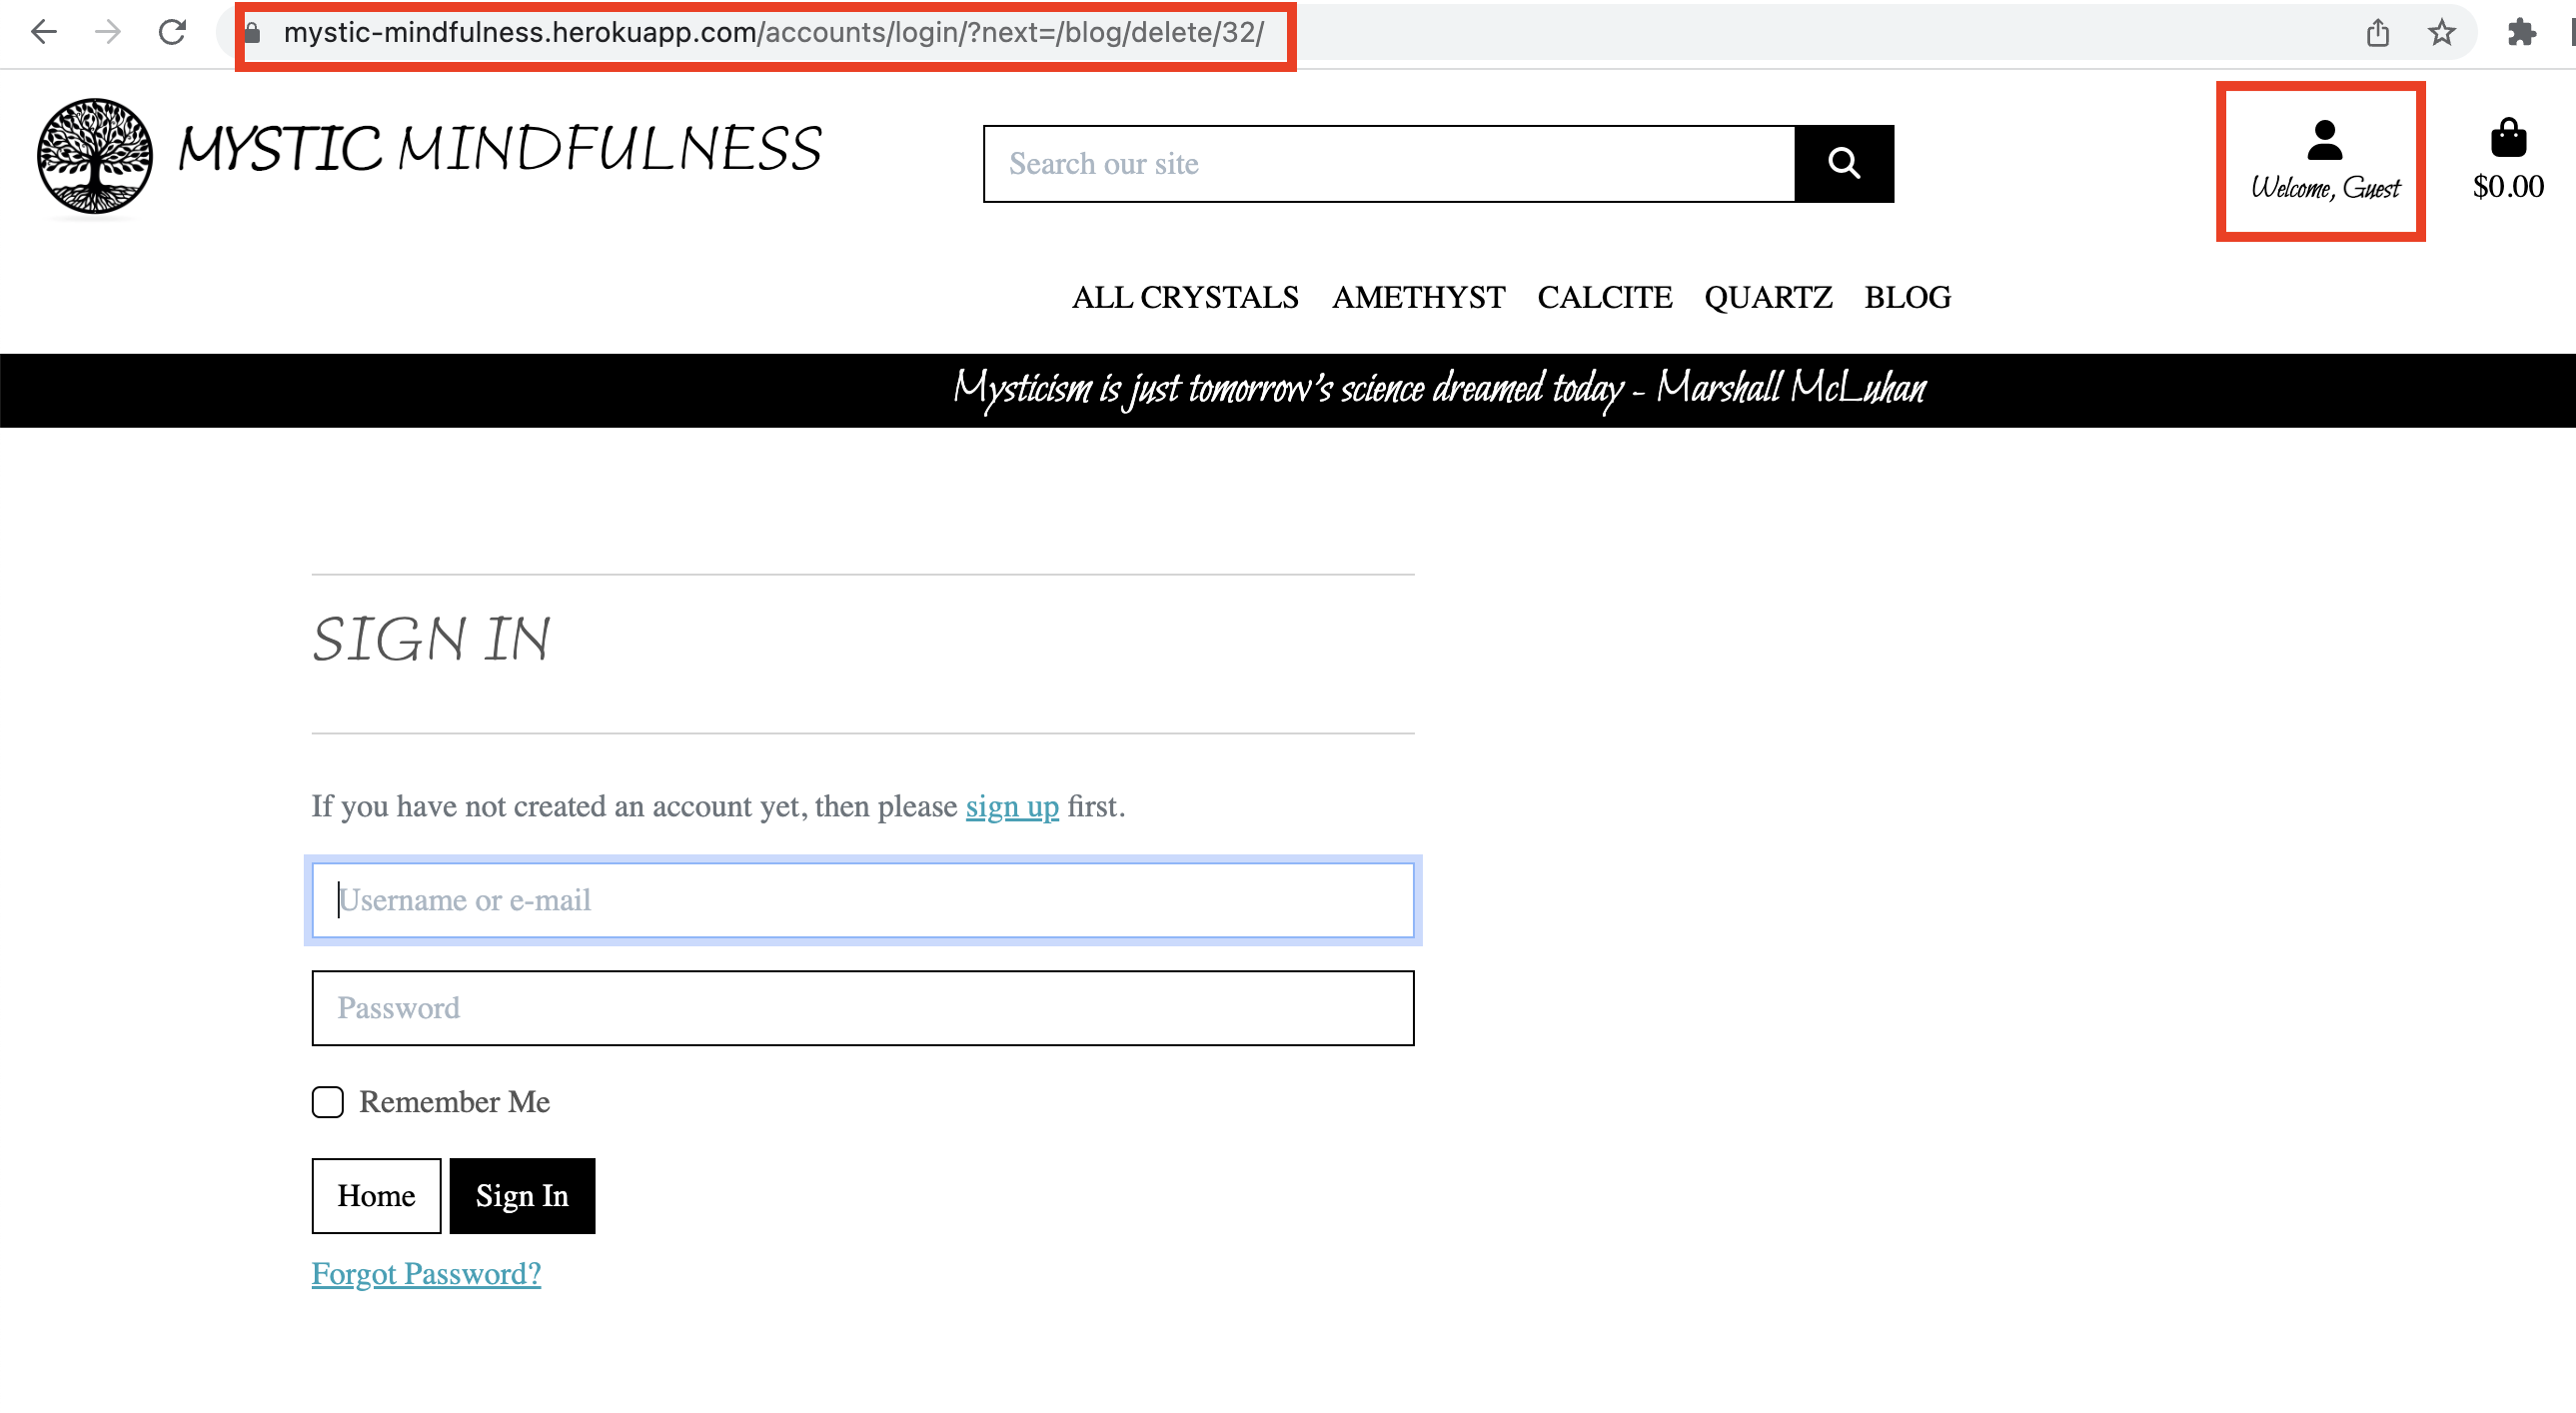 mystic-mindfulness.herokuapp.com/accounts/login/?next=/blog/delete/32/
MYSTIC MINDFULNESS
Search our site
Welcome, Guest
$0.00
ALL CRYSTALS AMETHYST CALCITE QUARTZ BLOG
Mysticism is just tomorrow's science dreamed today - Marshall McLuhan
SIGN IN
If you have not created an account yet, then please sign up first.
Username or e-mail
Password
Remember Me
Home Sign In
Forgot Password?